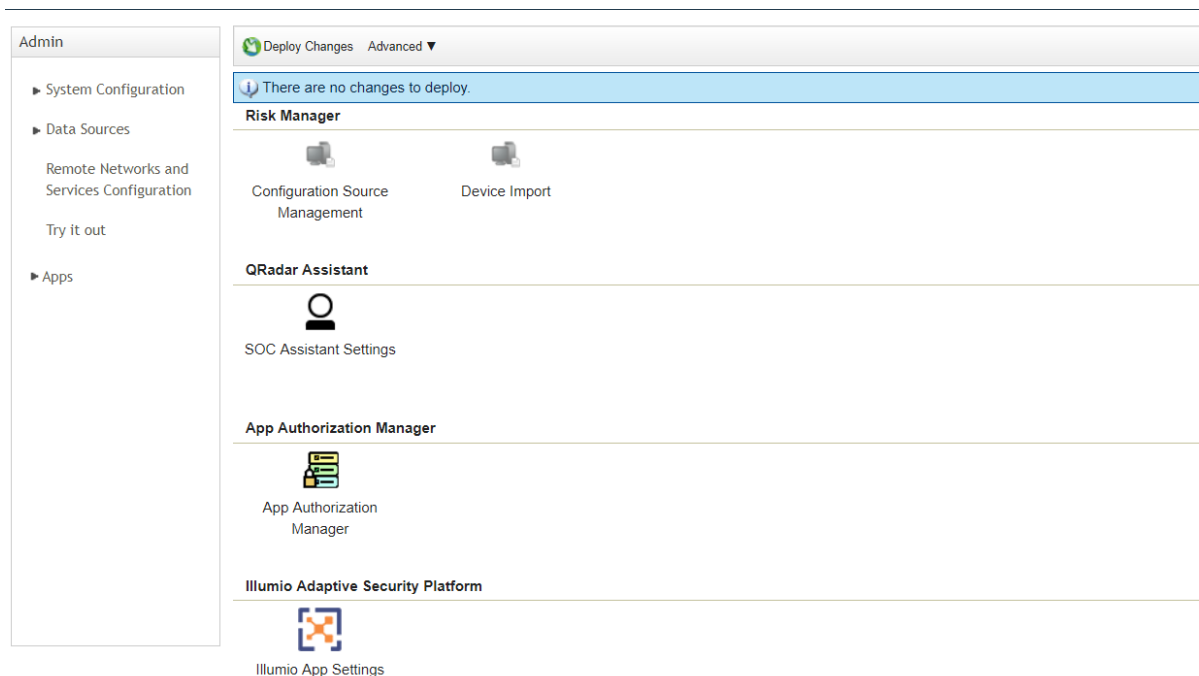 Admin
System Configuration
Data Sources
Remote Networks and
Services Configuration
Try it out
Apps
Deploy Changes Advanced ▼
There are no changes to deploy.
Risk Manager
Configuration Source
Management
Device Import
QRadar Assistant
SOC Assistant Settings
App Authorization Manager
App Authorization
Manager
Illumio Adaptive Security Platform
Illumio App Settings